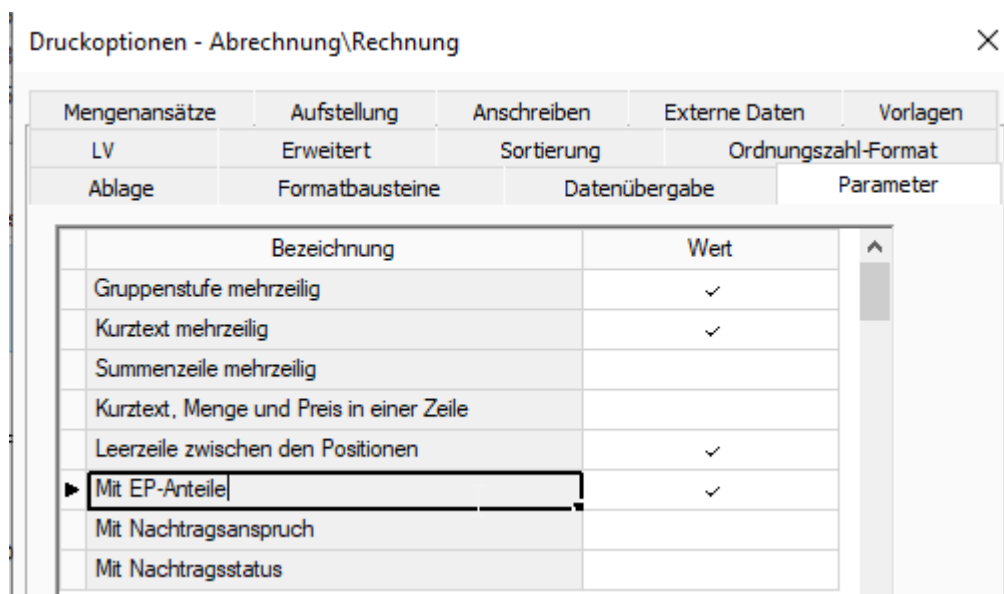 Druckoptionen - Abrechnung\Rechnung
Mengenansätze Aufstellung Anschreiben Externe Daten Vorlagen
LV Erweitert Sortierung Ordnungszahl-Format
Ablage Formatbausteine Datenübergabe Parameter
Bezeichnung Wert
Gruppenstufe mehrzeilig
Kurztext mehrzeilig
Summenzeile mehrzeilig
Kurztext, Menge und Preis in einer Zeile
Leerzeile zwischen den Positionen
Mit EP-Anteile
Mit Nachtragsanspruch
Mit Nachtragsstatus